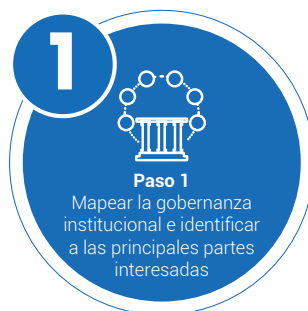 1
Paso 1
Mapear la gobernanza
institucional e identificar
a las principales partes
interesadas